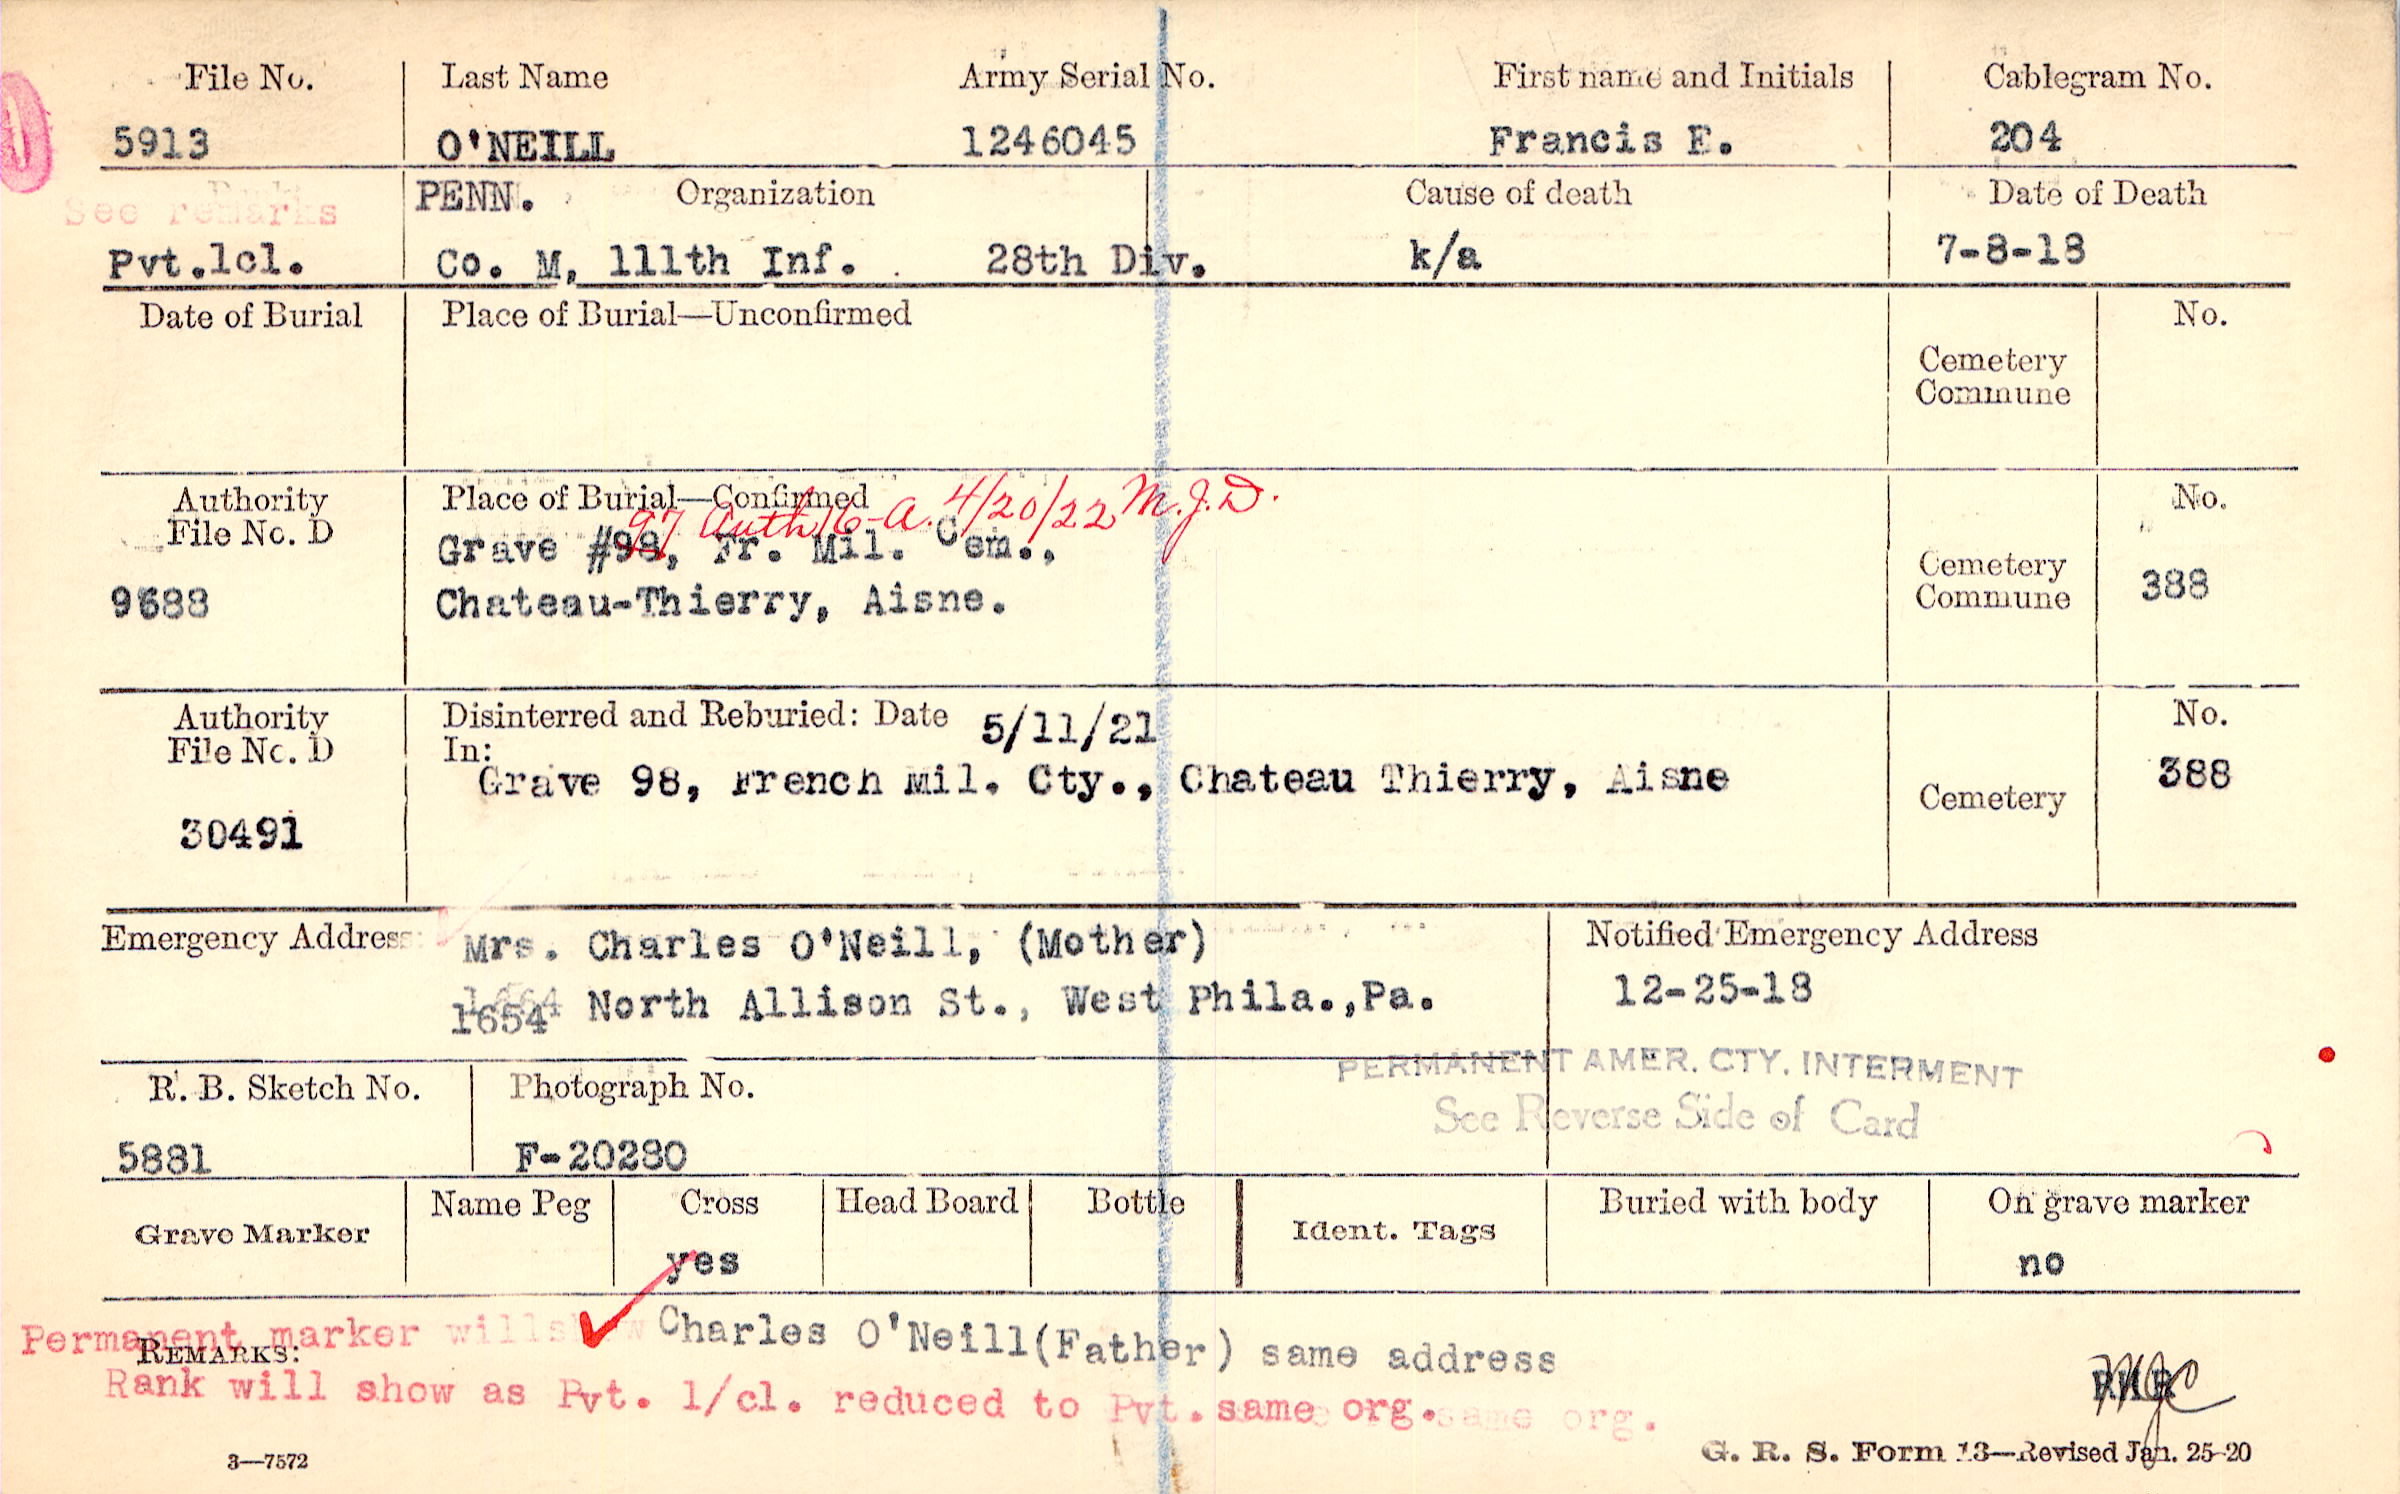 File No. Last Name Army Serial No. First name and Initials Cablegram No.
5913 O'NEILL 1246045 Francis E. 204
See remarks PENN. Organization Cause of death Date of Death
Pvt.1cl. Co. M, 111th Inf. 28th Div. k/a 7-8-18
Date of Burial Place of Burial—Unconfirmed No.
Cemetery
Commune
Authority Place of Burial—Confirmed No.
97 Auth 16-A. 4/20/22 M.J.D.
File No. D Grave #98, Fr. Mil. Cem.,
Cemetery
9688 Chateau-Thierry, Aisne. Commune 388
Authority Disinterred and Reburied: Date 5/11/21 No.
File No. D In:
Grave 98, French Mil. Cty., Chateau Thierry, Aisne 388
Cemetery
30491
Emergency Address: Mrs. Charles O'Neill, (Mother) Notified Emergency Address
1654 North Allison St., West Phila.,Pa. 12-25-18
PERMANENT AMER. CTY. INTERMENT
R. B. Sketch No. Photograph No. See Reverse Side of Card
5881 F-20280
Name Peg Cross Head Board Bottle Buried with body On grave marker
Grave Marker Ident. Tags
yes no
Permanent marker will Charles O'Neill(Father) same address
REMARKS:
Rank will show as Pvt. 1/cl. reduced to Pvt. same org. same org.
3—7572 G. R. S. Form 13—Revised Jan. 25-20